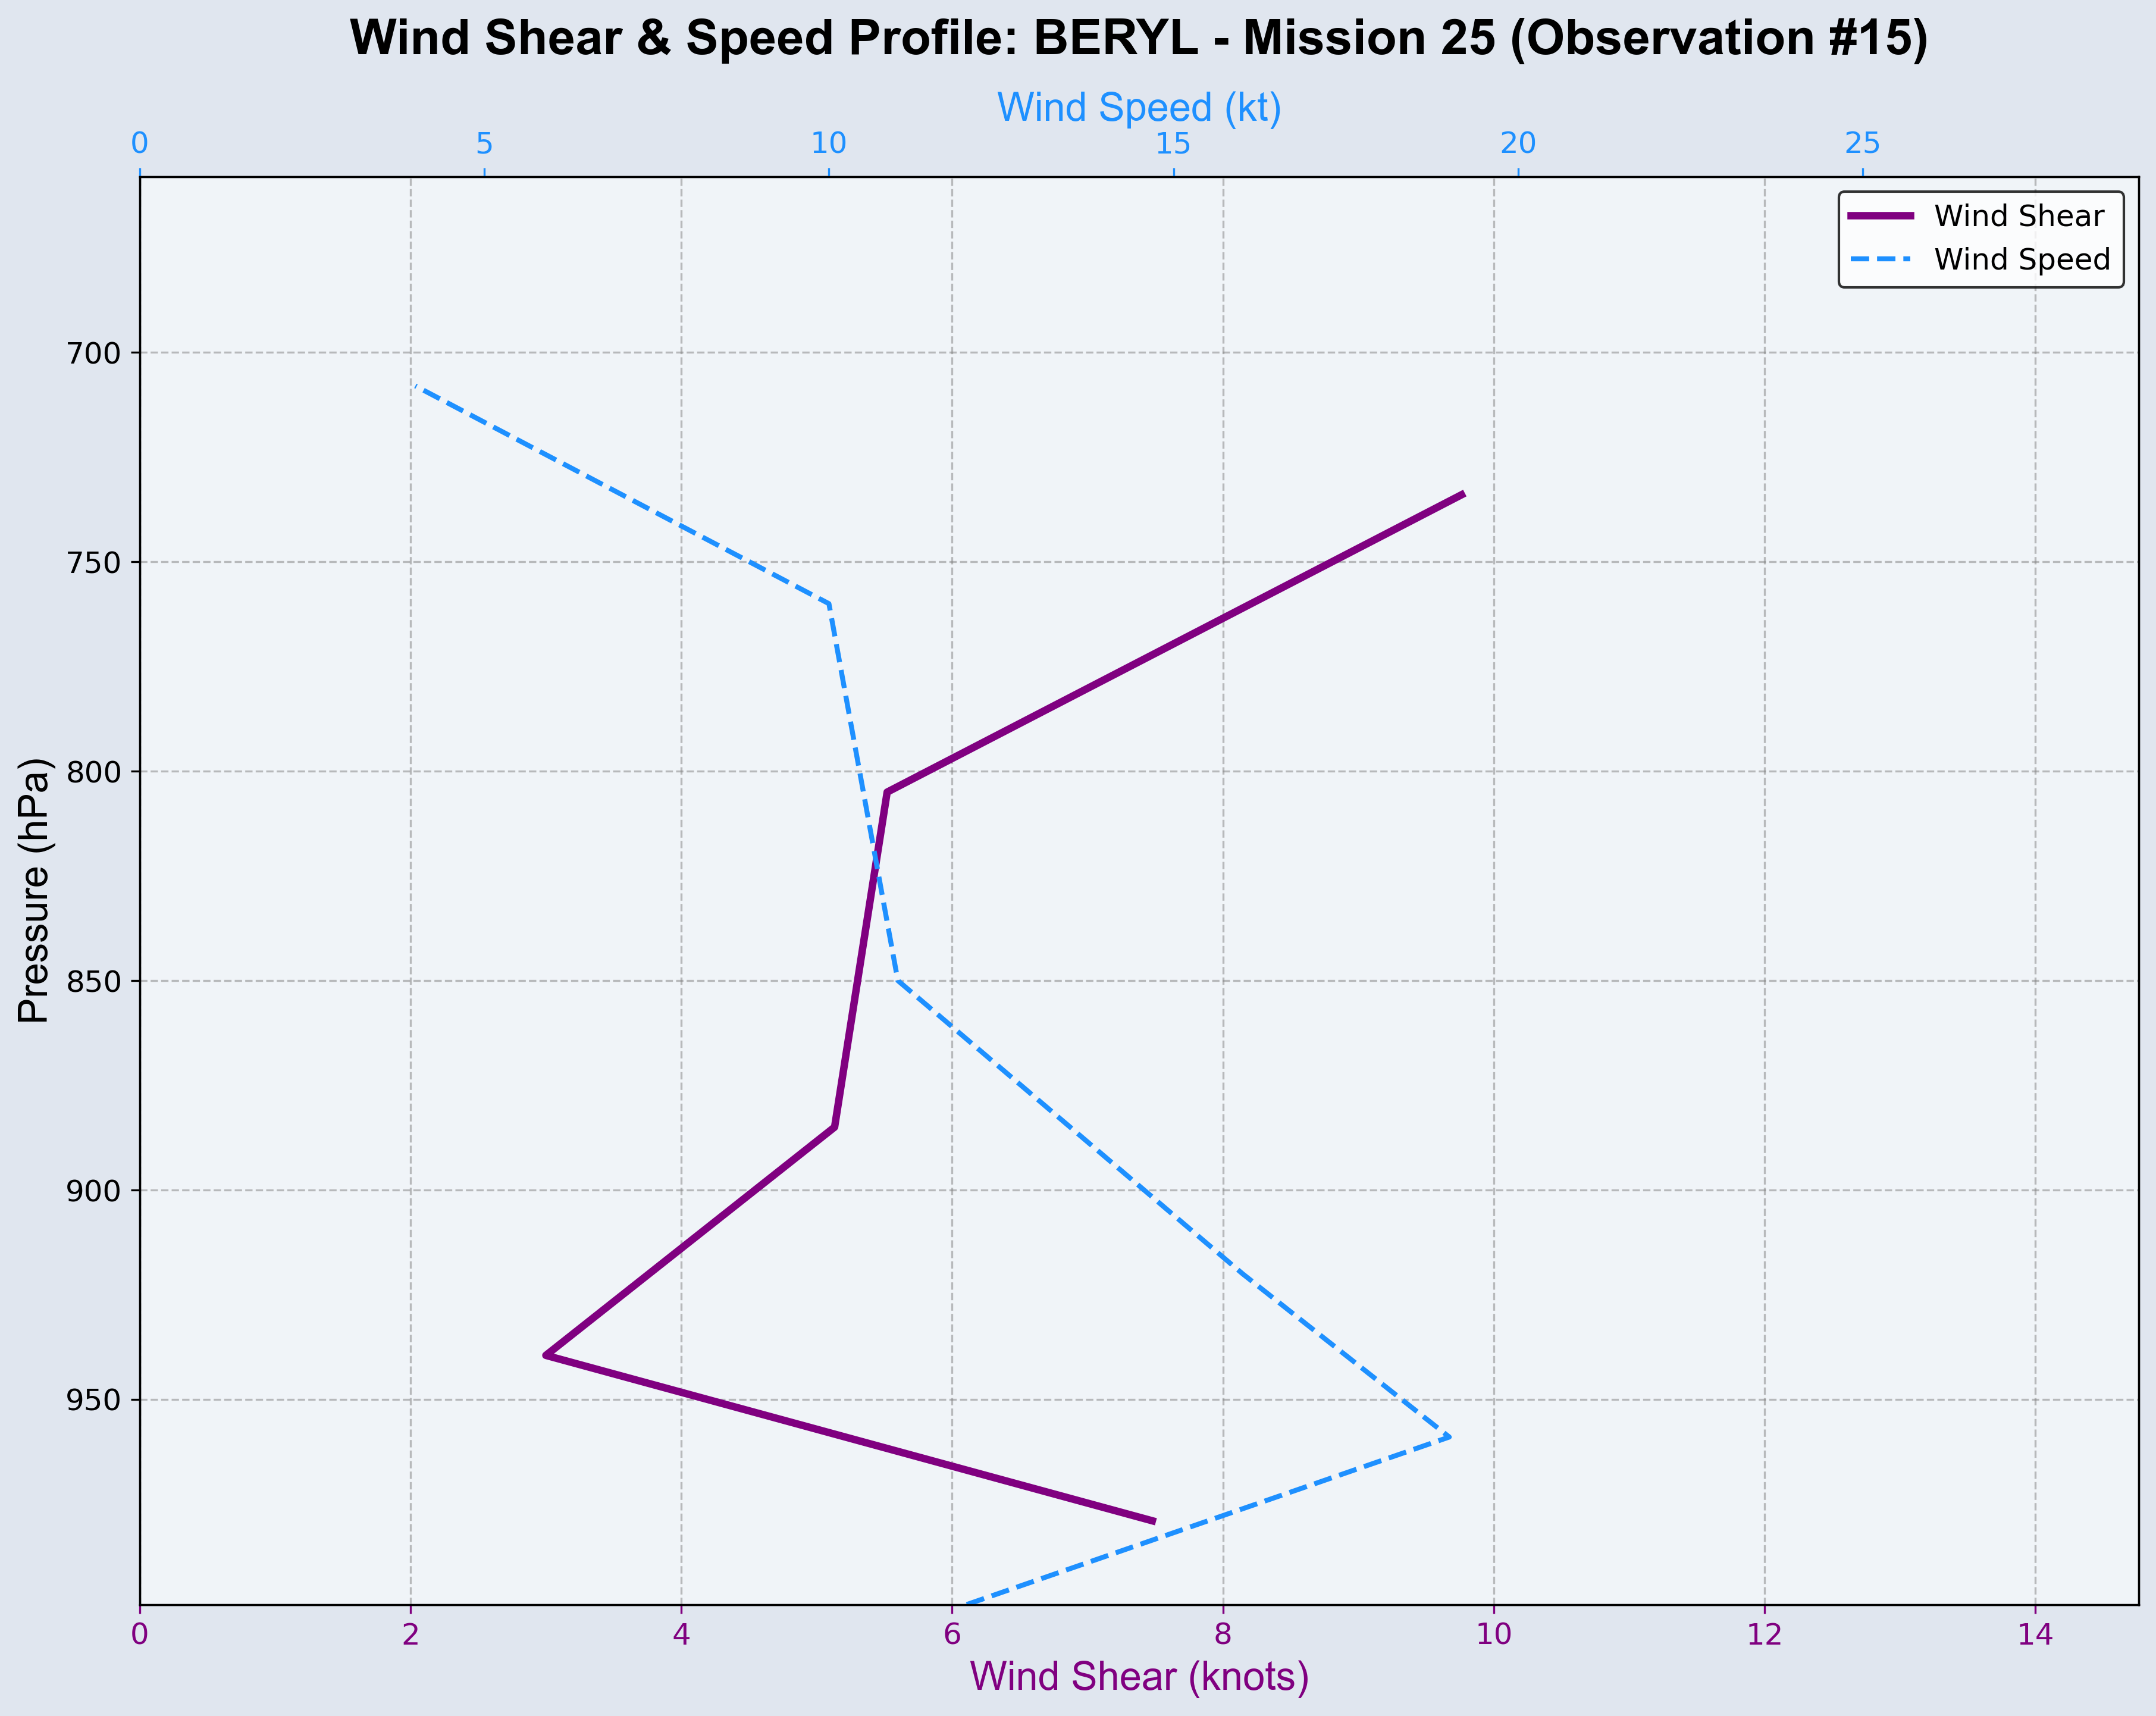 Wind Shear & Speed Profile: BERYL - Mission 25 (Observation #15)
Wind Speed (kt)
0 5 10 15 20 25
Wind Shear
Wind Speed
700
750
800
850
900
950
Pressure (hPa)
0 2 4 6 8 10 12 14
Wind Shear (knots)